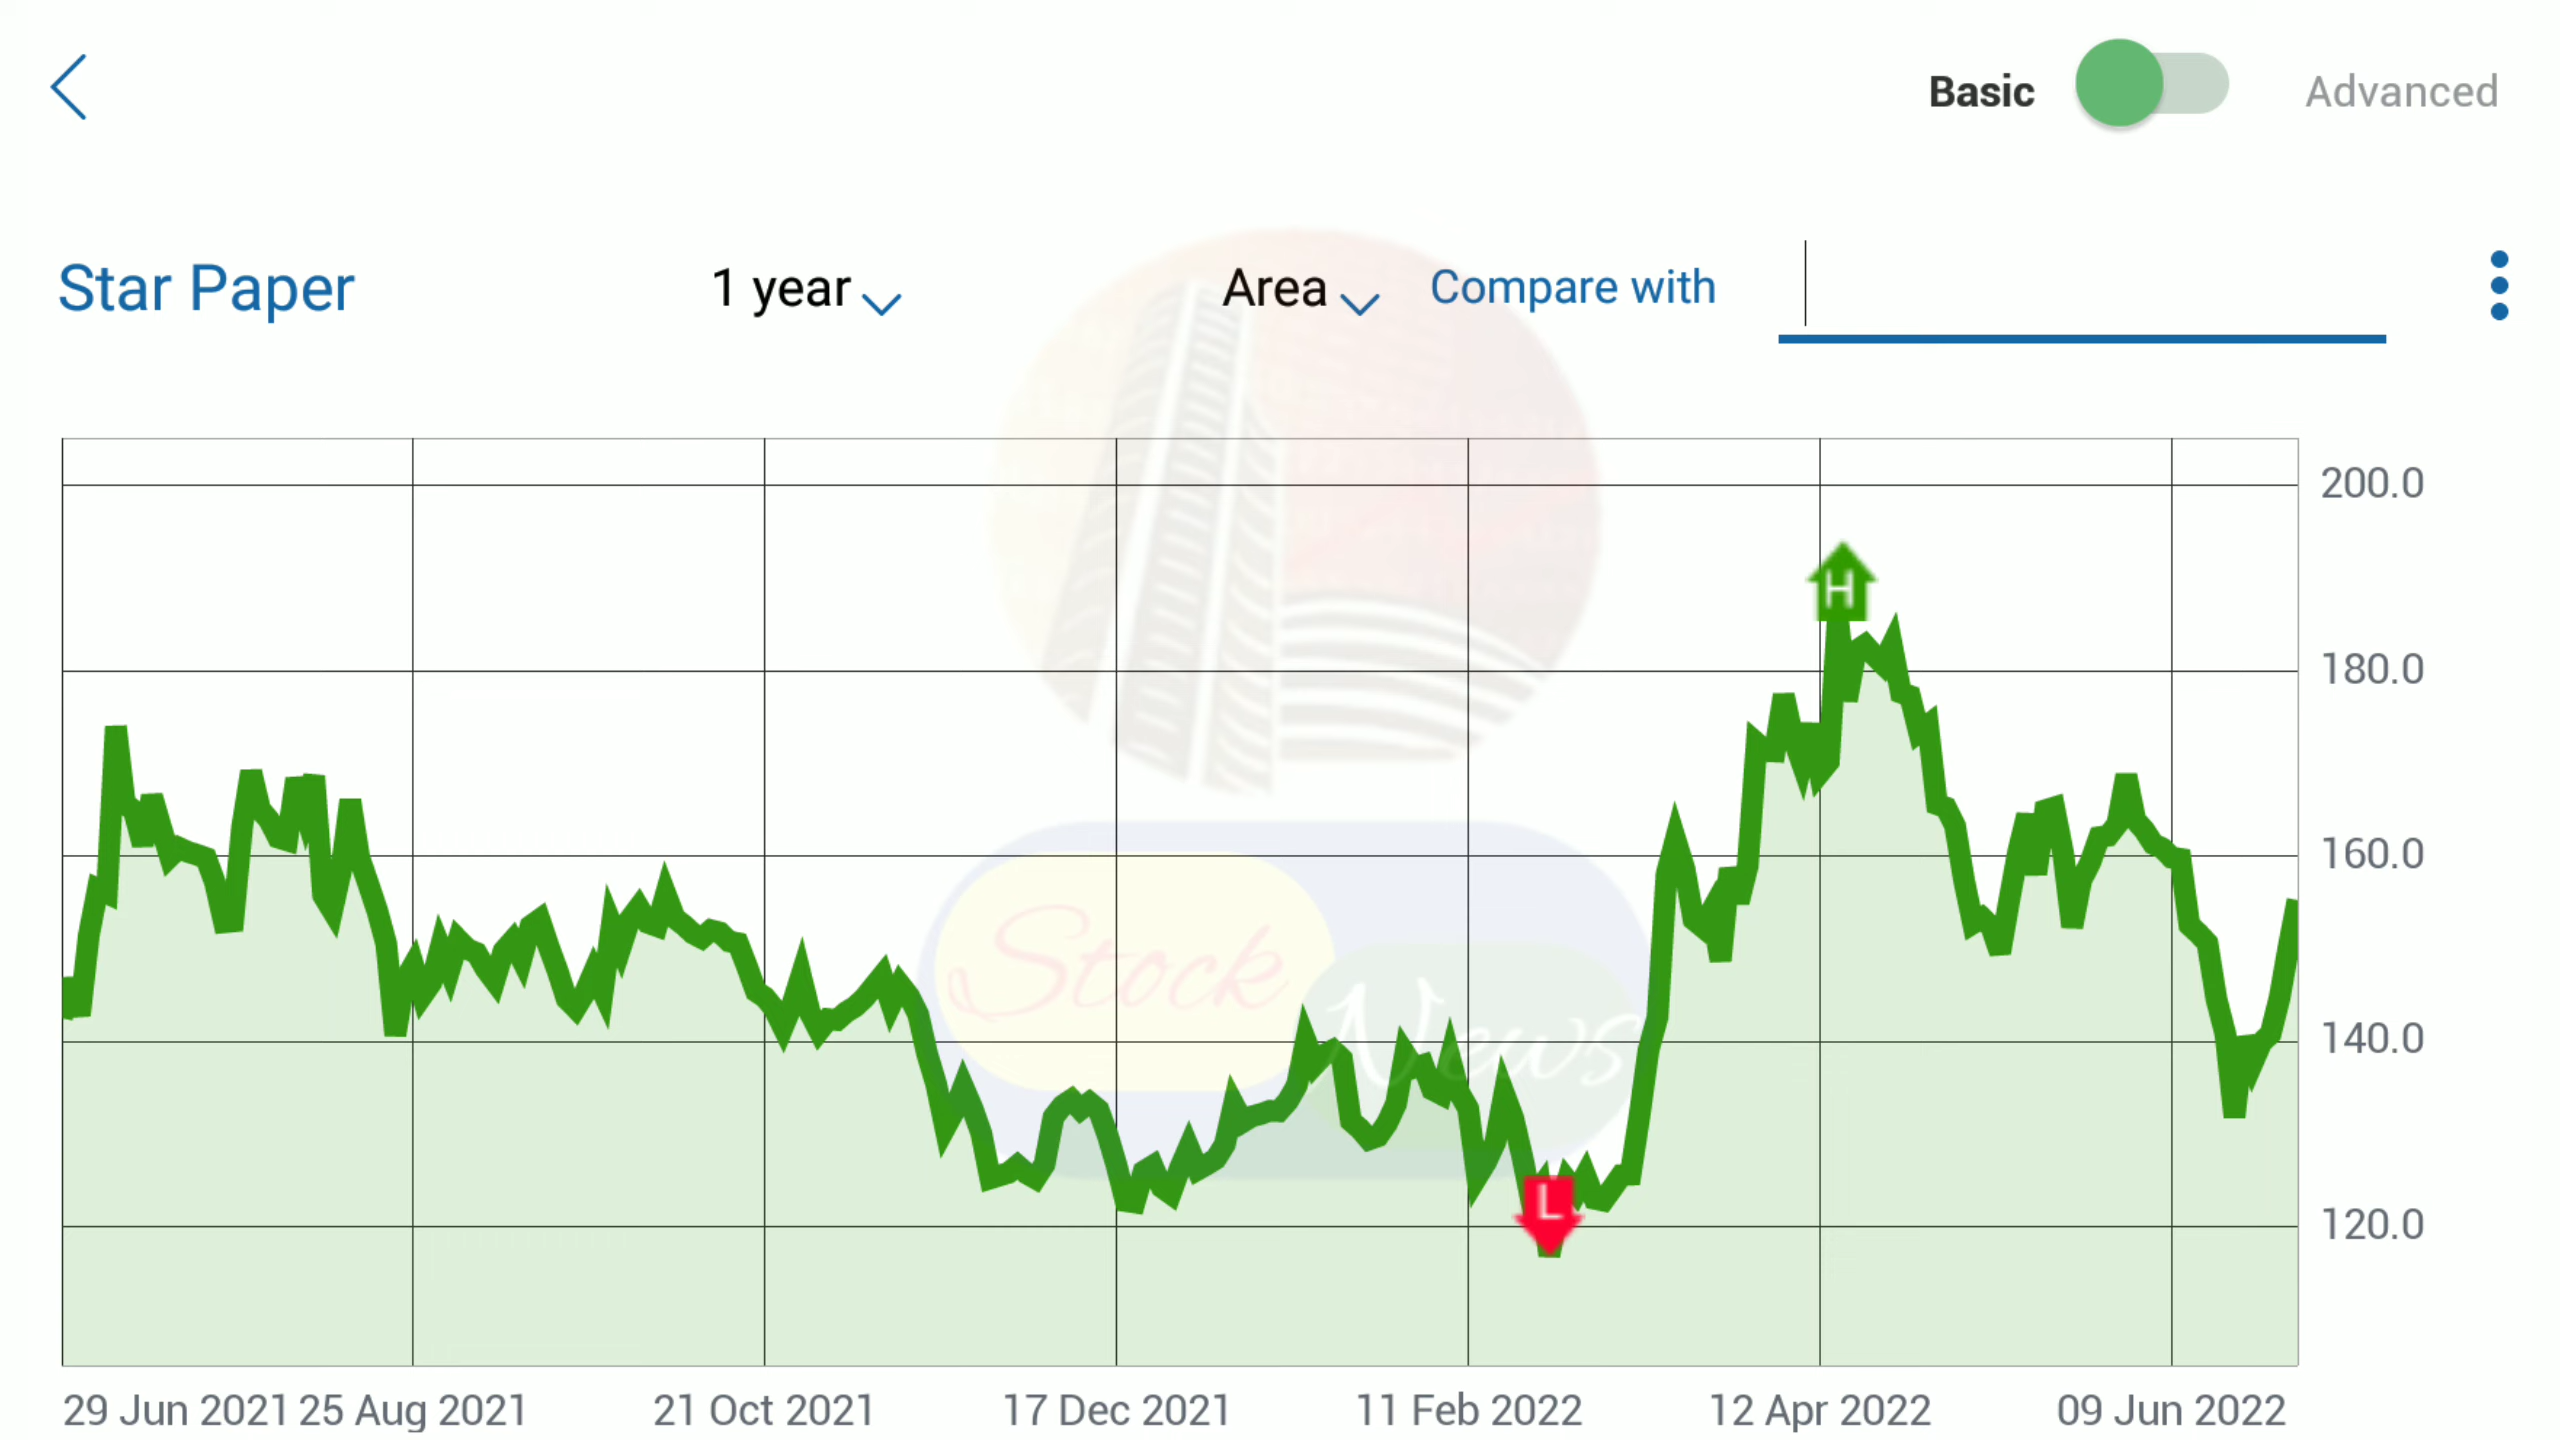 Basic Advanced
Star Paper 1 year Area Compare with
200.0
H
180.0
160.0
Stock
News
140.0
L
120.0
29 Jun 2021 25 Aug 2021 21 Oct 2021 17 Dec 2021 11 Feb 2022 12 Apr 2022 09 Jun 2022